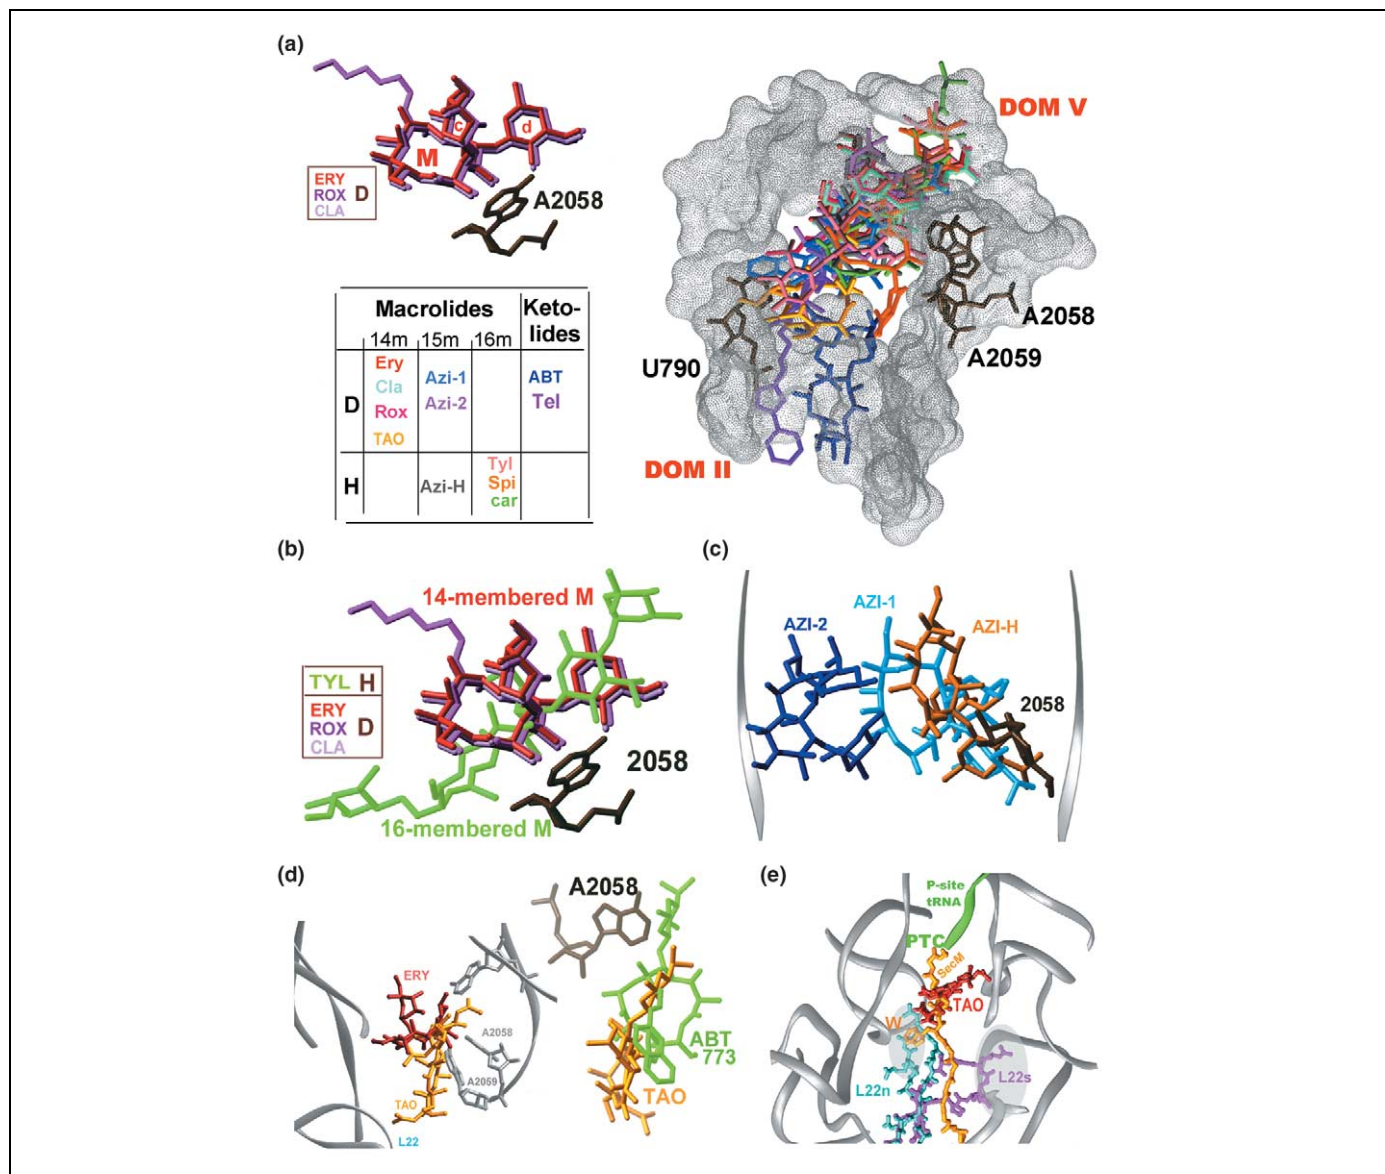 (a)
c
d
M
ERY
ROX D
CLA
A2058
DOM V
A2058
A2059
U790
DOM II
Macrolides Keto-
lides
14m 15m 16m
D
Ery
Cla
Rox
TAO
Azi-1
Azi-2
ABT
Tel
H
Azi-H
Tyl
Spi
car
(b)
14-membered M
TYL H
ERY
ROX D
CLA
2058
16-membered M
(c)
AZI-1
AZI-2
AZI-H
2058
(d)
ERY
A2058
A2059
TAO
L22
A2058
ABT
773
TAO
(e)
P-site
tRNA
PTC
SecM
TAO
W
L22n
L22s